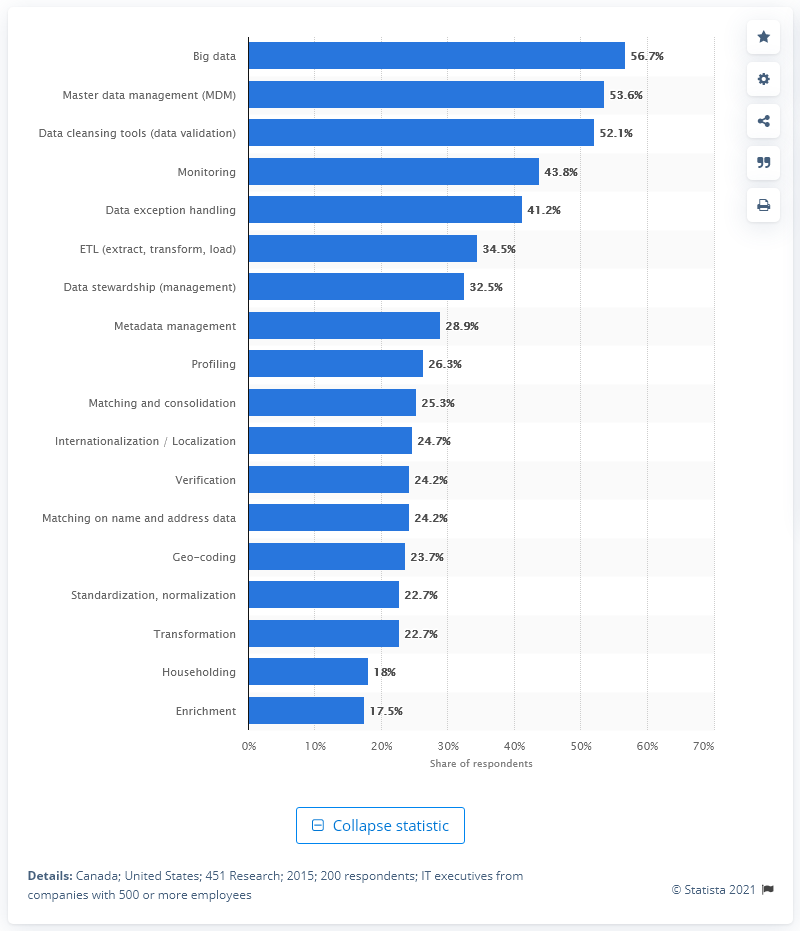 Big data 56.7%
Master data management (MDM) 53.6%
Data cleansing tools (data validation) 52.1%
Monitoring 43.8%
Data exception handling 41.2%
ETL (extract, transform, load) 34.5%
Data stewardship (management) 32.5%
Metadata management 28.9%
Profiling 26.3%
Matching and consolidation 25.3%
Internationalization / Localization 24.7%
Verification 24.2%
Matching on name and address data 24.2%
Geo-coding 23.7%
Standardization, normalization 22.7%
Transformation 22.7%
Householding 18%
Enrichment 17.5%
0% 10% 20% 30% 40% 50% 60% 70%
Share of respondents
Collapse statistic
Details: Canada; United States; 451 Research; 2015; 200 respondents; IT executives from
companies with 500 or more employees
© Statista 2021